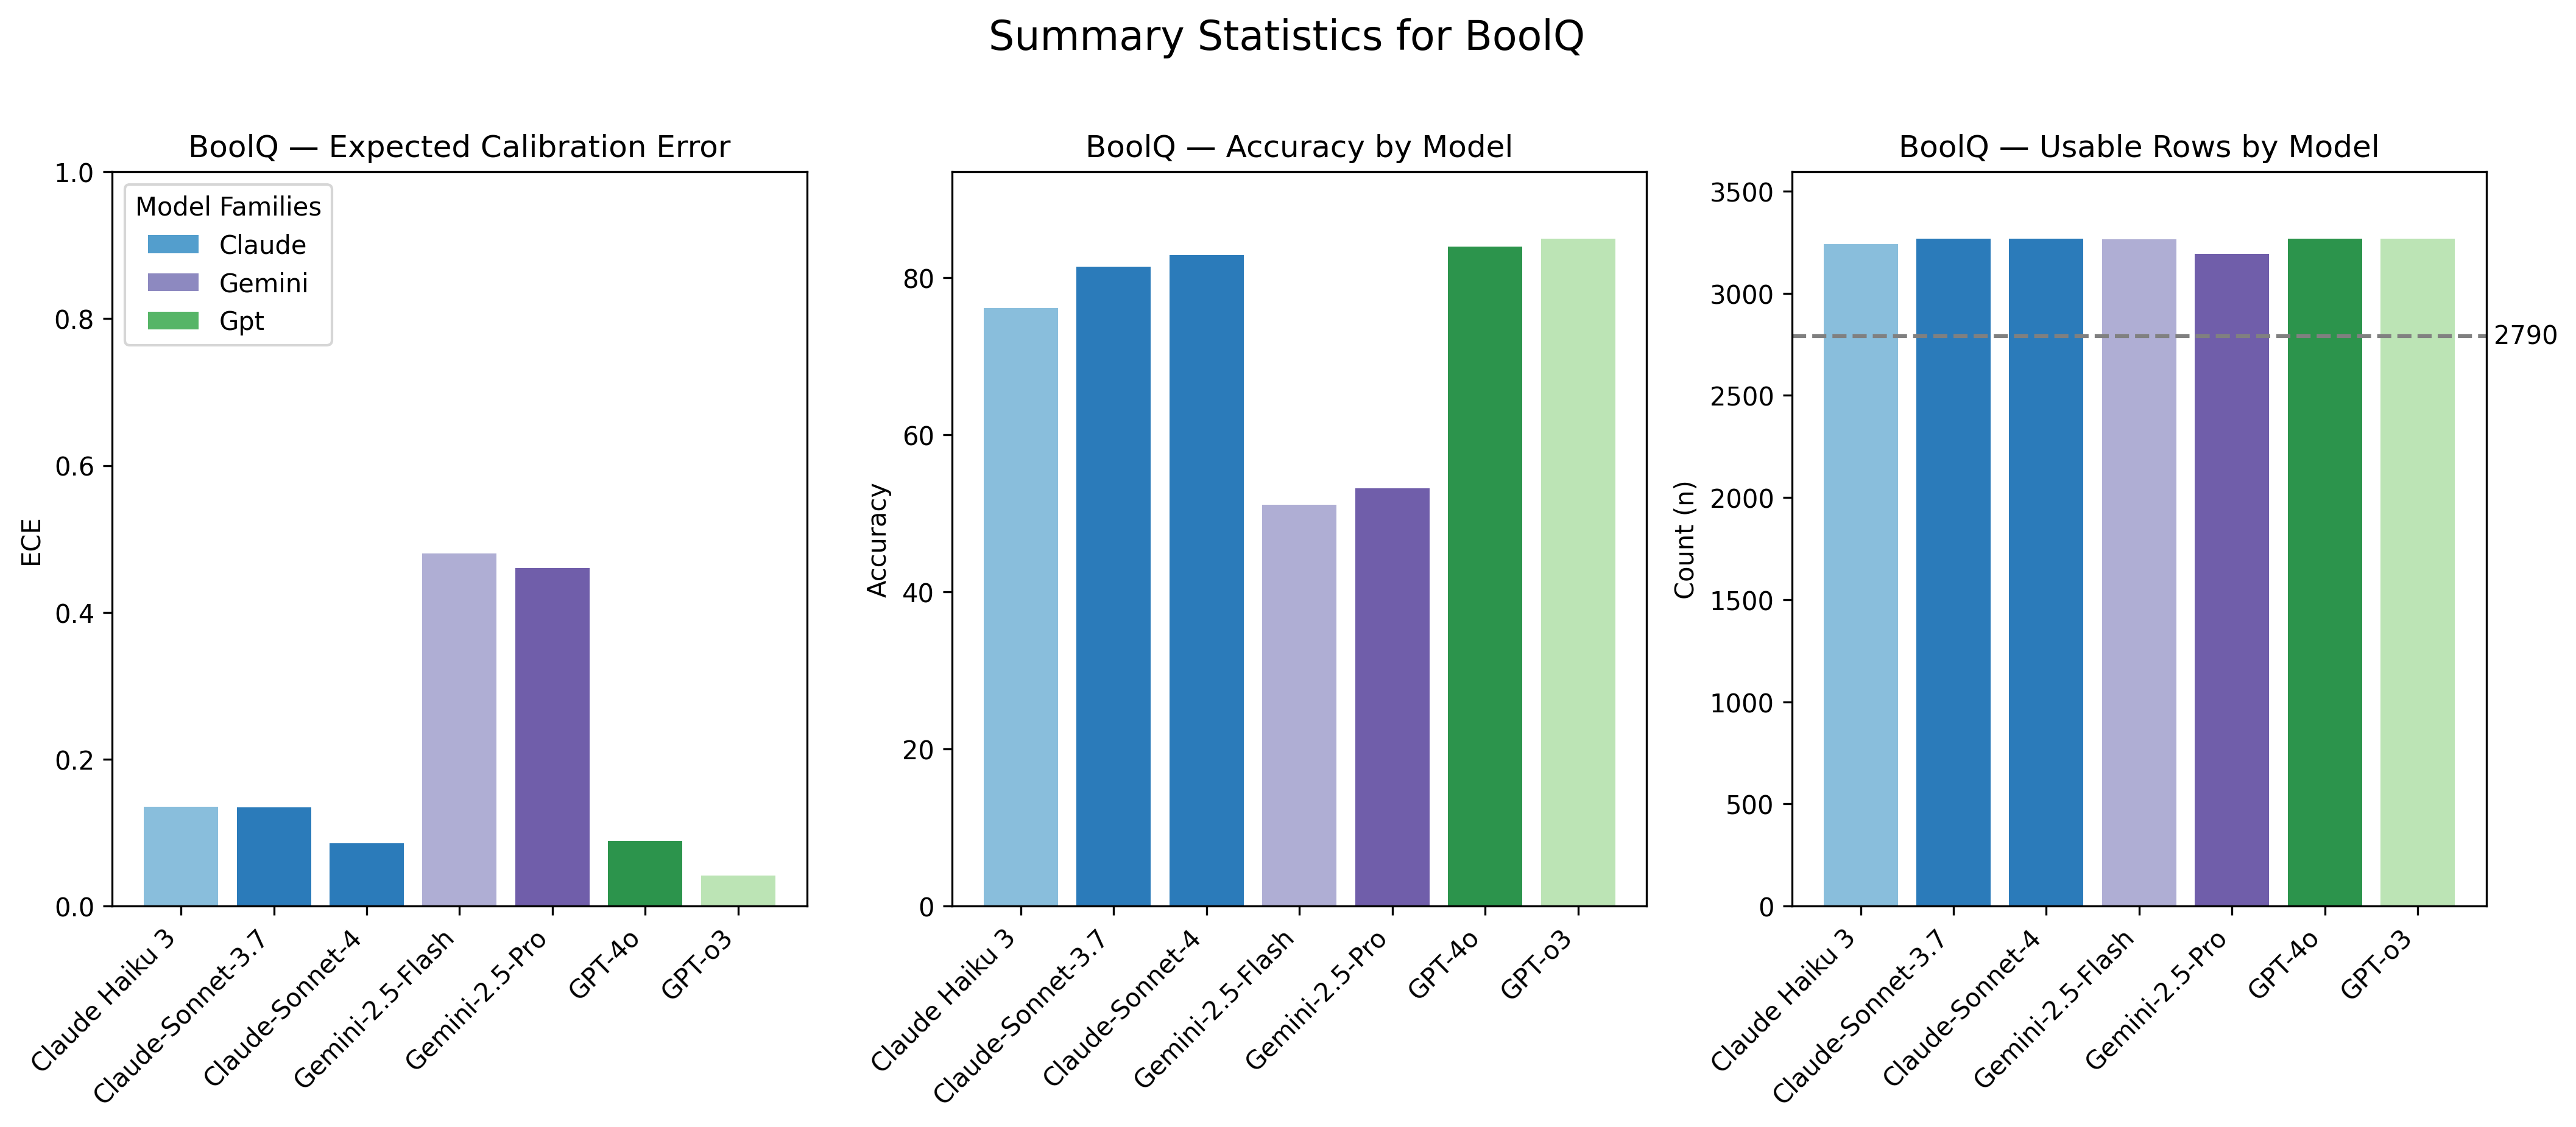 Summary Statistics for BoolQ
BoolQ — Expected Calibration Error
1.0
0.8
0.6
0.4
0.2
0.0
ECE
Model Families
Claude
Gemini
Gpt
Claude Haiku 3
Claude-Sonnet-3.7
Claude-Sonnet-4
Gemini-2.5-Flash
Gemini-2.5-Pro
GPT-4o
GPT-o3
BoolQ — Accuracy by Model
80
60
40
20
0
Accuracy
Claude Haiku 3
Claude-Sonnet-3.7
Claude-Sonnet-4
Gemini-2.5-Flash
Gemini-2.5-Pro
GPT-4o
GPT-o3
BoolQ — Usable Rows by Model
3500
3000
2500
2000
1500
1000
500
0
Count (n)
2790
Claude Haiku 3
Claude-Sonnet-3.7
Claude-Sonnet-4
Gemini-2.5-Flash
Gemini-2.5-Pro
GPT-4o
GPT-o3